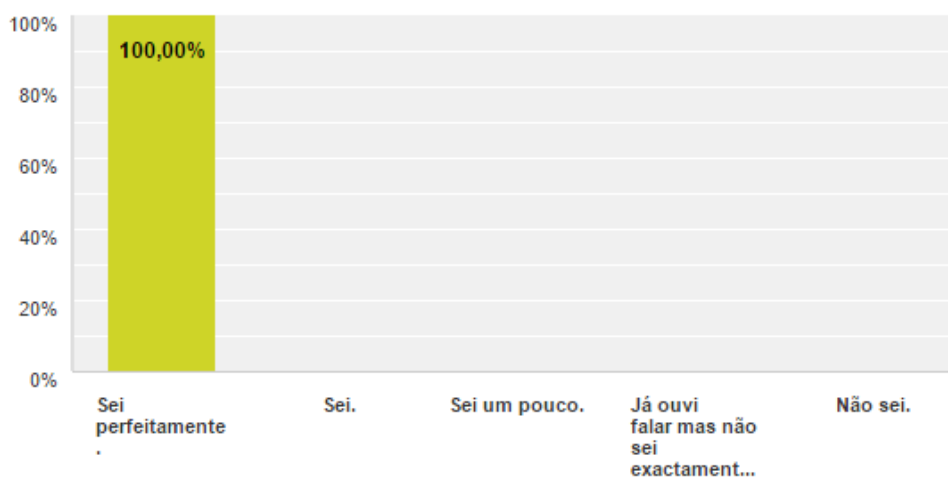 100%
100,00%
80%
60%
40%
20%
0%
Sei
perfeitamente
.
Sei.
Sei um pouco.
Já ouvi
falar mas não
sei
exactament...
Não sei.